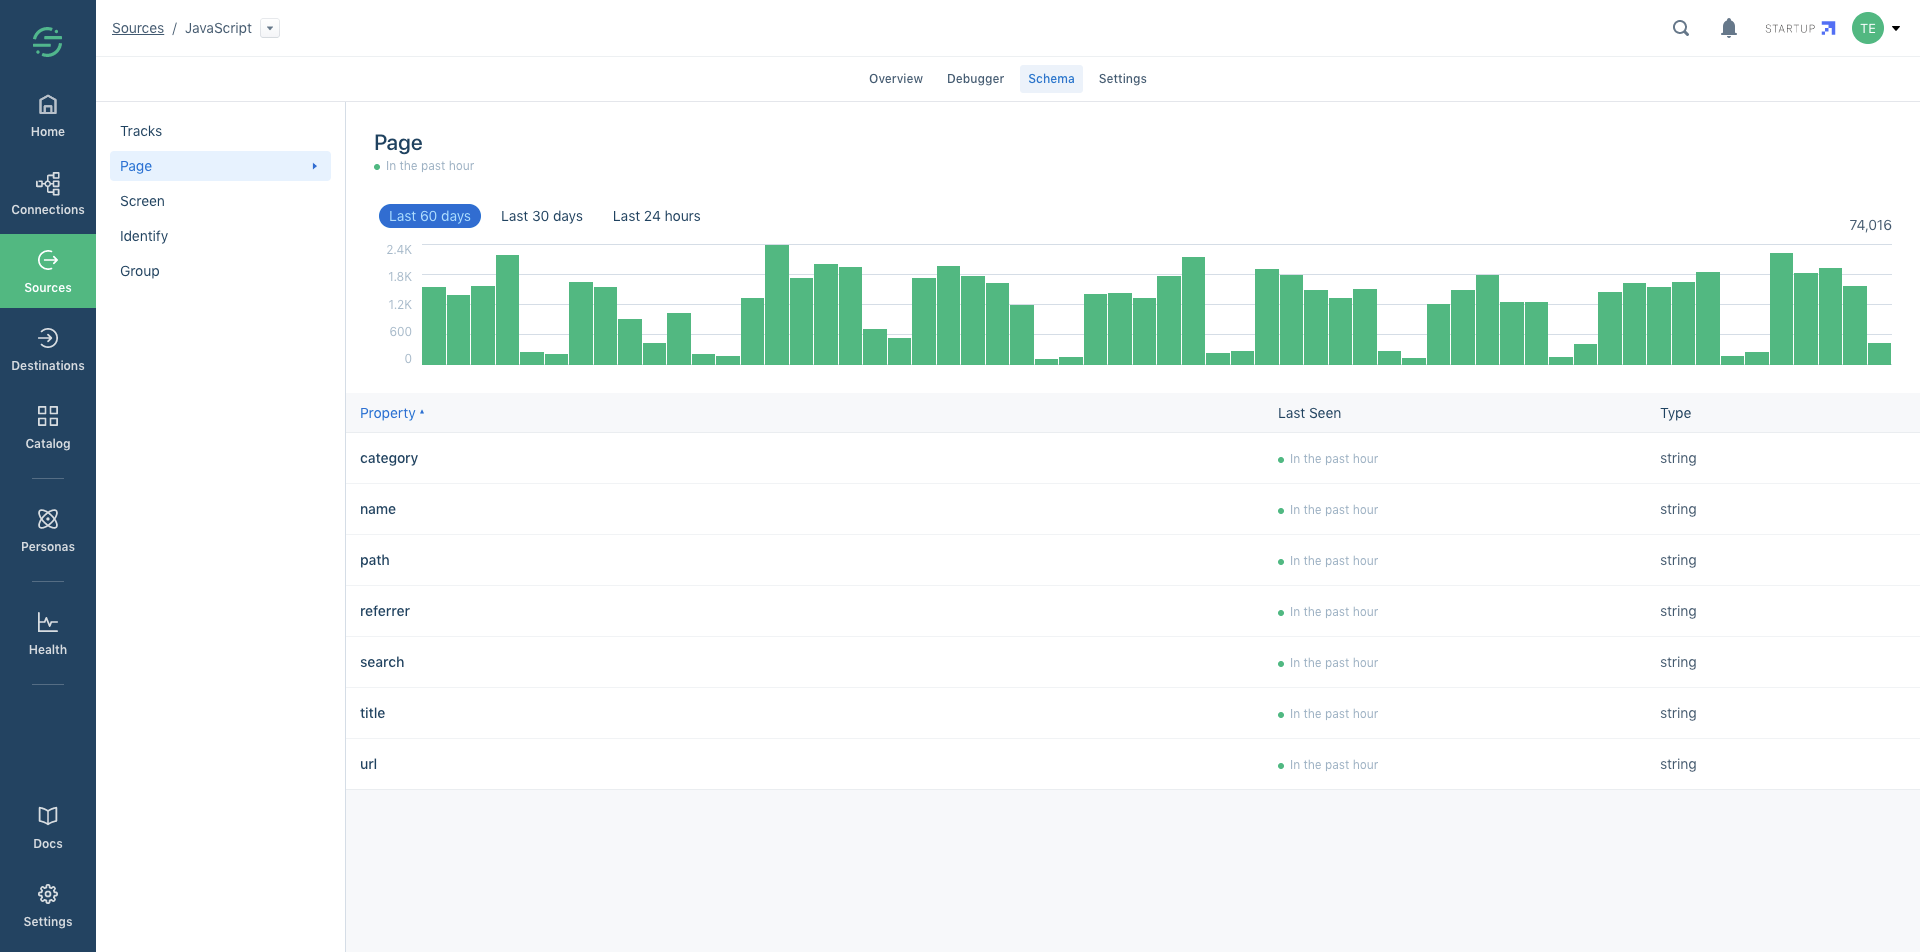 Sources / JavaScript
STARTUP
TE
Overview Debugger Schema Settings
Home
Connections
Sources
Destinations
Catalog
Personas
Health
Docs
Settings
Tracks
Page
Screen
Identify
Group
Page
In the past hour
Last 60 days Last 30 days Last 24 hours
74,016
2.4K
1.8K
1.2K
600
0
Property Last Seen Type
category In the past hour string
name In the past hour string
path In the past hour string
referrer In the past hour string
search In the past hour string
title In the past hour string
url In the past hour string